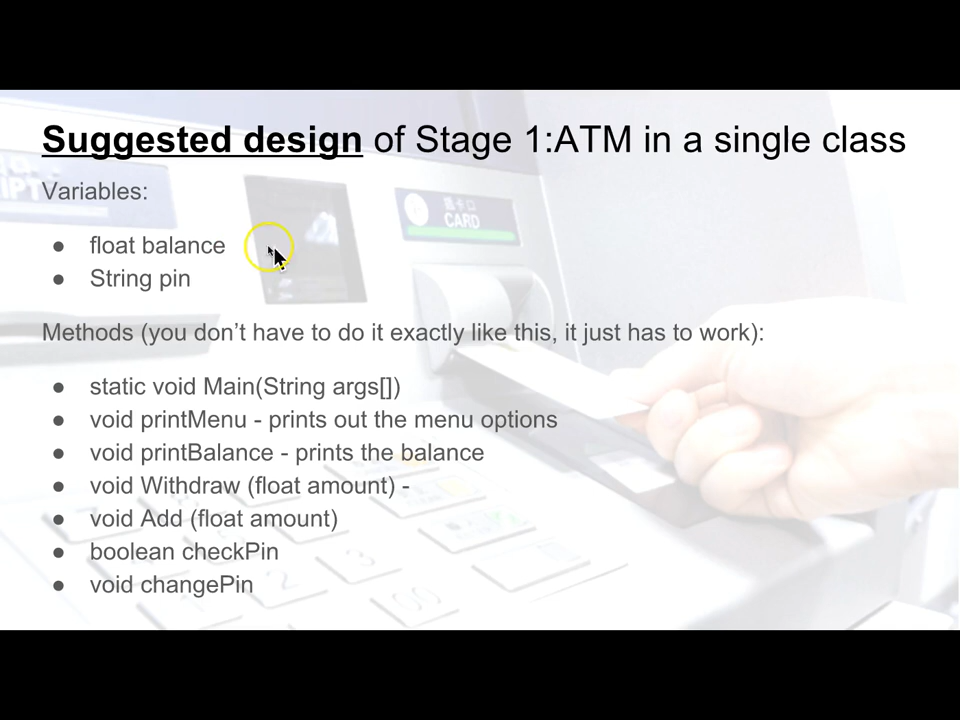 Suggested design of Stage 1:ATM in a single class
Variables:
● float balance
● String pin
CARD
Methods (you don't have to do it exactly like this, it just has to work):
● static void Main(String args[])
● void printMenu - prints out the menu options
● void printBalance - prints the balance
● void Withdraw (float amount) -
● void Add (float amount)
● boolean checkPin
● void changePin